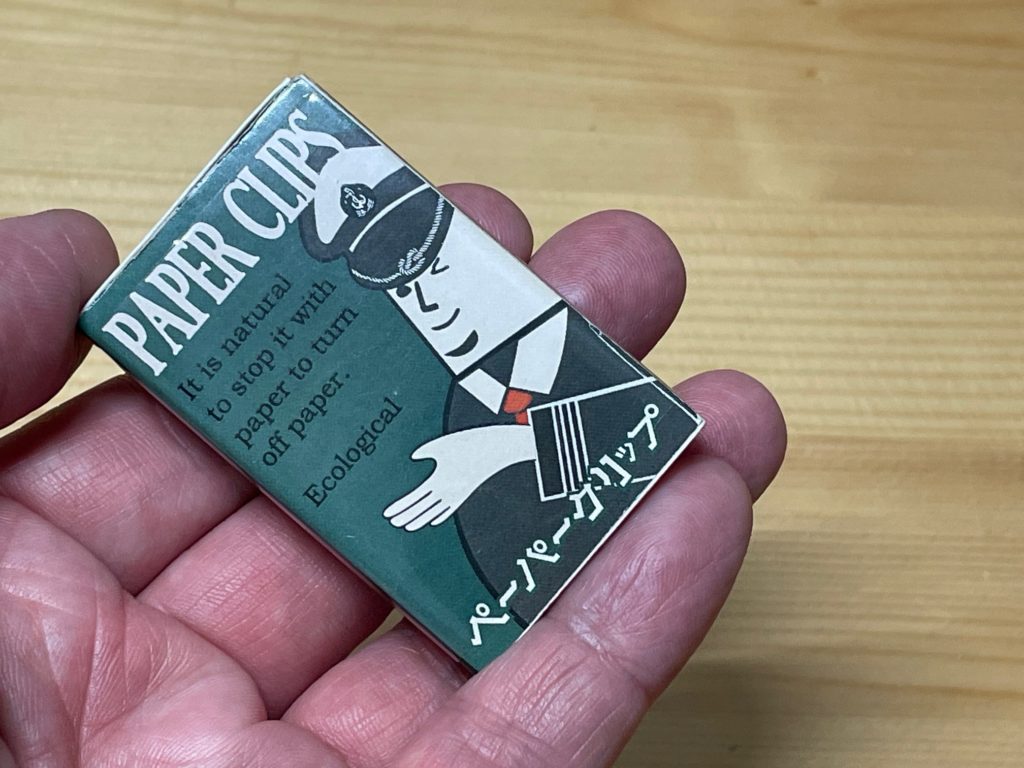 PAPER CLIPS
It is natural
to stop it with
paper to turn
off paper.
Ecological
ペーパークリップ